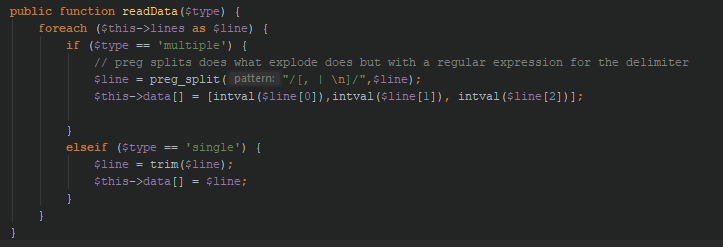 public function readData($type) {
    foreach ($this->lines as $line) {
        if ($type == 'multiple') {
            // preg splits does what explode does but with a regular expression for the delimiter
            $line = preg_split( pattern: "/[, | \n]/",$line);
            $this->data[] = [intval($line[0]),intval($line[1]), intval($line[2])];

        }
        elseif ($type == 'single') {
            $line = trim($line);
            $this->data[] = $line;
        }
    }
}